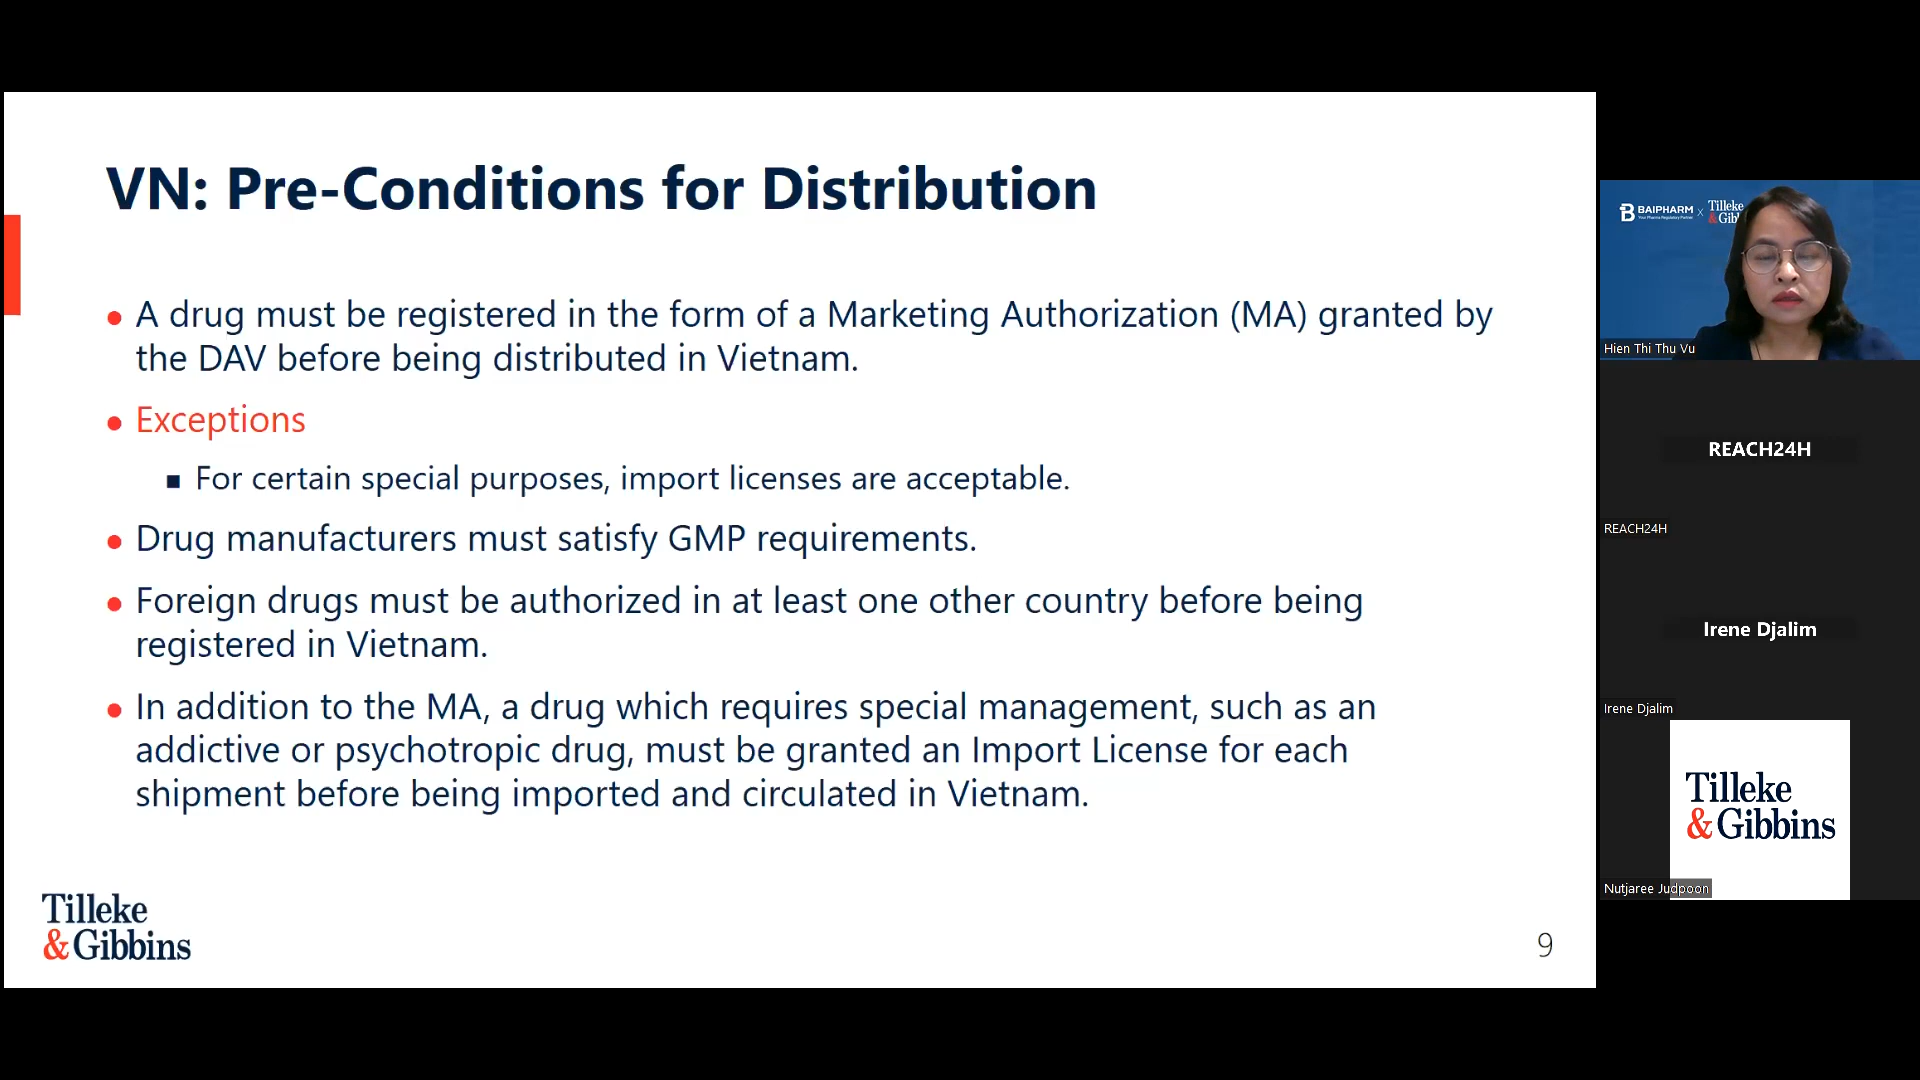 VN: Pre-Conditions for Distribution
A drug must be registered in the form of a Marketing Authorization (MA) granted by
the DAV before being distributed in Vietnam.
Exceptions
For certain special purposes, import licenses are acceptable.
Drug manufacturers must satisfy GMP requirements.
Foreign drugs must be authorized in at least one other country before being
registered in Vietnam.
In addition to the MA, a drug which requires special management, such as an
addictive or psychotropic drug, must be granted an Import License for each
shipment before being imported and circulated in Vietnam.
Tilleke
& Gibbins
9
BAIPHARM x Tilleke
Your Pharma Regulatory Partner
& Gib
Hien Thi Thu Vu
REACH24H
REACH24H
Irene Djalim
Irene Djalim
Tilleke
& Gibbins
Nutjaree Judpoon